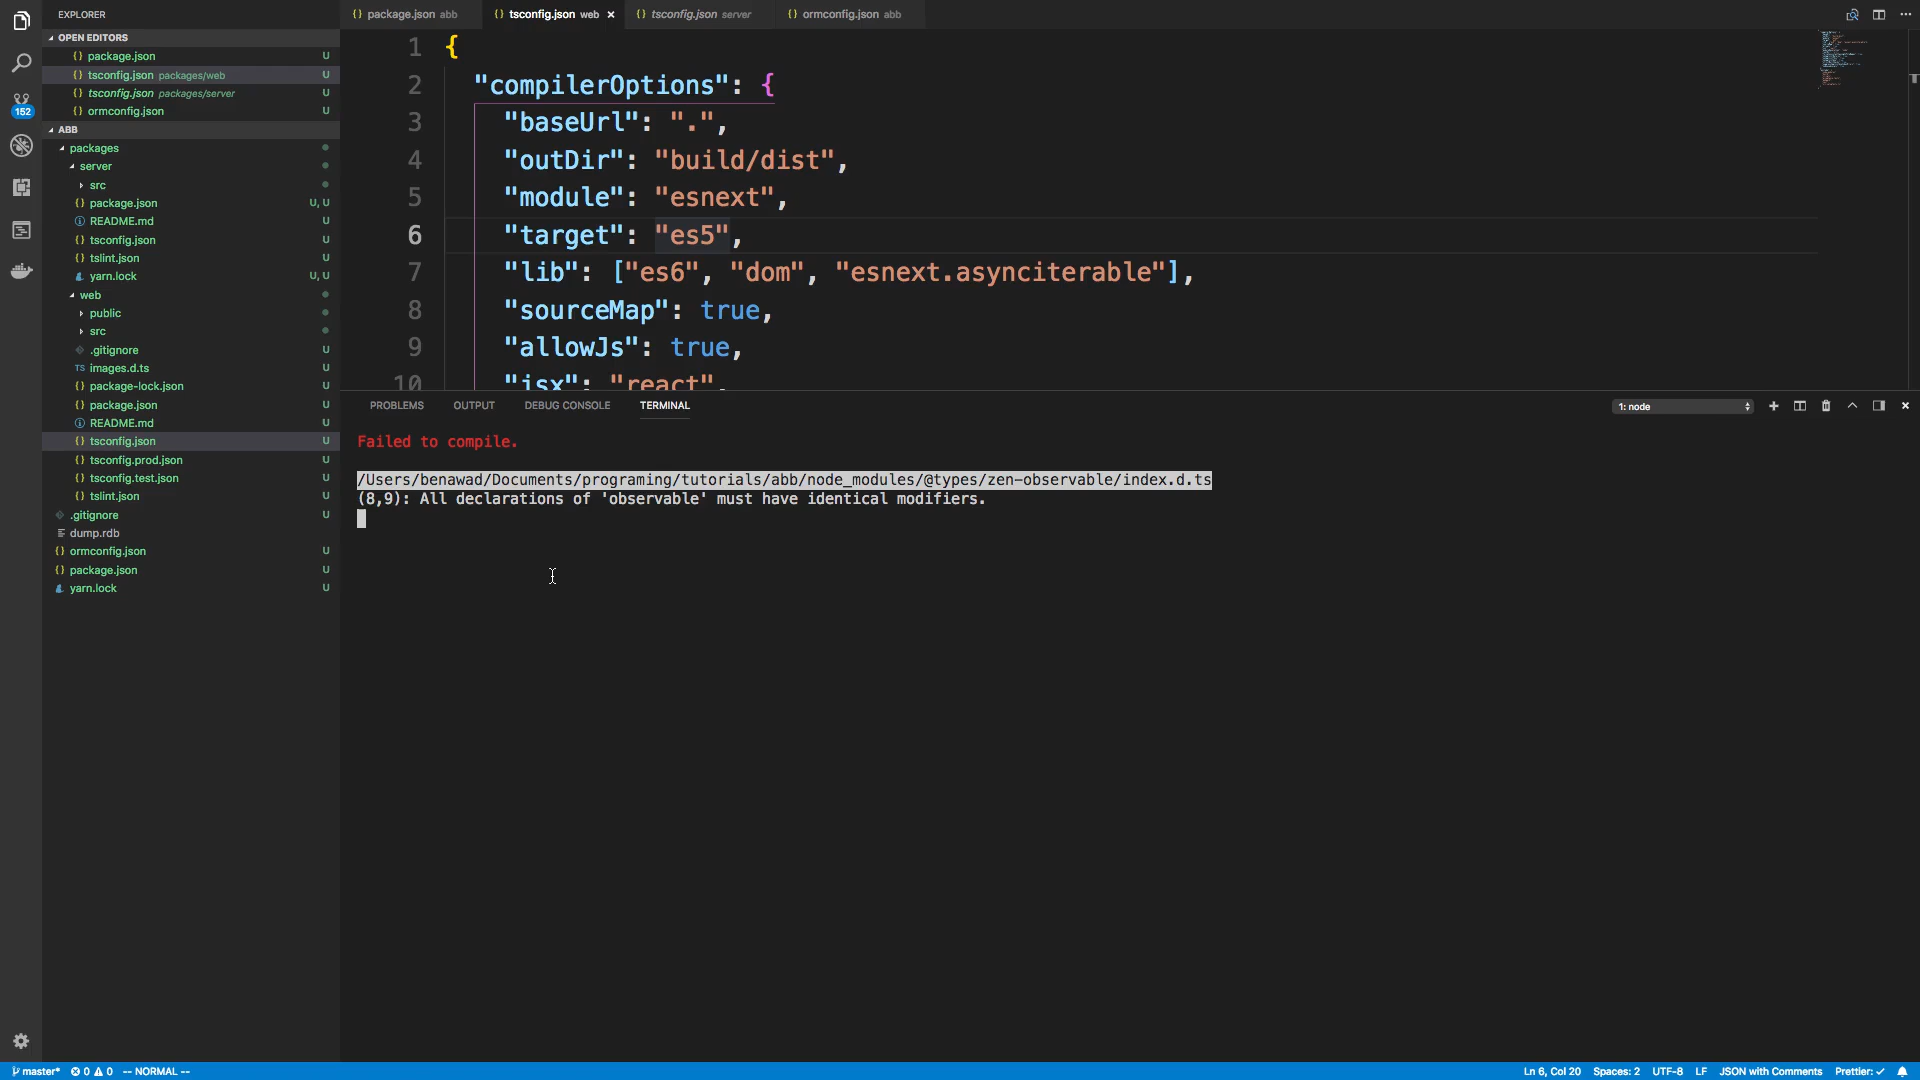 EXPLORER
OPEN EDITORS
package.json U
tsconfig.json packages/web U
tsconfig.json packages/server U
ormconfig.json U
ABB
packages
server
src
package.json U, U
README.md U
tsconfig.json U
tslint.json U
yarn.lock U, U
web
public
src
.gitignore U
images.d.ts U
package-lock.json U
package.json U
README.md U
tsconfig.json U
tsconfig.prod.json U
tsconfig.test.json U
tslint.json U
.gitignore U
dump.rdb
ormconfig.json U
package.json U
yarn.lock U
152
package.json abb tsconfig.json web tsconfig.json server ormconfig.json abb
1 {
2 "compilerOptions": {
3 "baseUrl": ".",
4 "outDir": "build/dist",
5 "module": "esnext",
6 "target": "es5",
7 "lib": ["es6", "dom", "esnext.asynciterable"],
8 "sourceMap": true,
9 "allowJs": true,
10 "jsx": "react",
PROBLEMS OUTPUT DEBUG CONSOLE TERMINAL 1: node
Failed to compile.
/Users/benawad/Documents/programing/tutorials/abb/node_modules/@types/zen-observable/index.d.ts
(8,9): All declarations of 'observable' must have identical modifiers.
master* 0 0 -- NORMAL -- Ln 6, Col 20 Spaces: 2 UTF-8 LF JSON with Comments Prettier: ✓